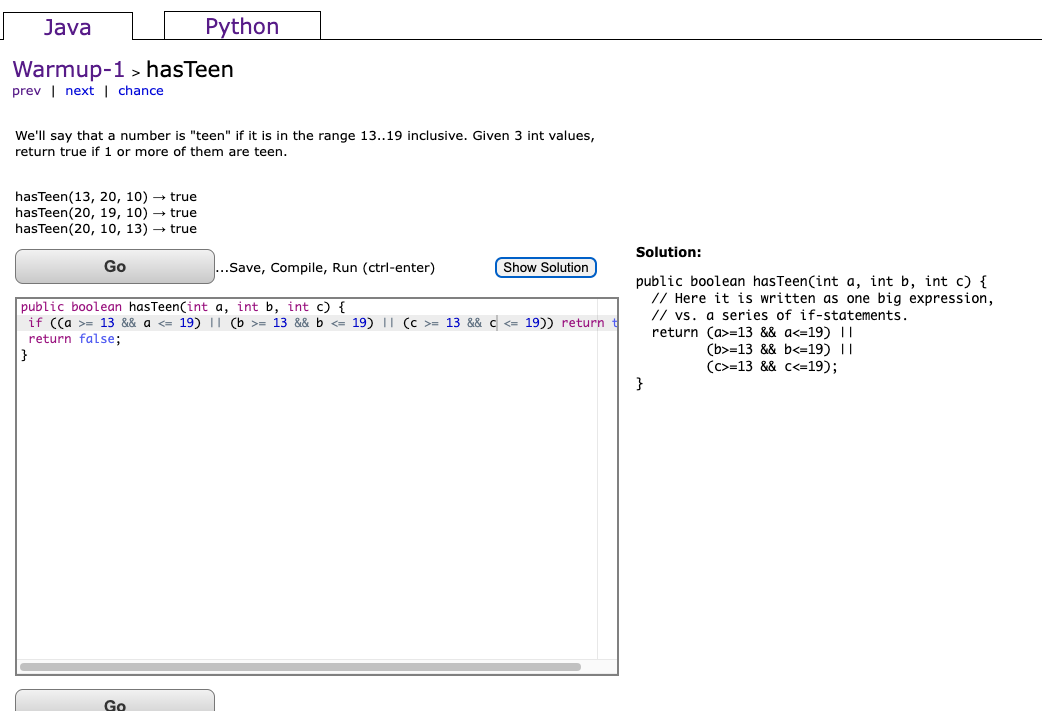 Java
Python
Warmup-1 > hasTeen
prev | next | chance
We'll say that a number is "teen" if it is in the range 13..19 inclusive. Given 3 int values,
return true if 1 or more of them are teen.
hasTeen(13, 20, 10) → true
hasTeen(20, 19, 10) → true
hasTeen(20, 10, 13) → true
Go
...Save, Compile, Run (ctrl-enter)
Show Solution
public boolean hasTeen(int a, int b, int c) {
if ((a >= 13 && a <= 19) || (b >= 13 && b <= 19) || (c >= 13 && c <= 19)) return t
return false;
}
Solution:
public boolean hasTeen(int a, int b, int c) {
// Here it is written as one big expression,
// vs. a series of if-statements.
return (a>=13 && a<=19) ||
(b>=13 && b<=19) ||
(c>=13 && c<=19);
}
Go